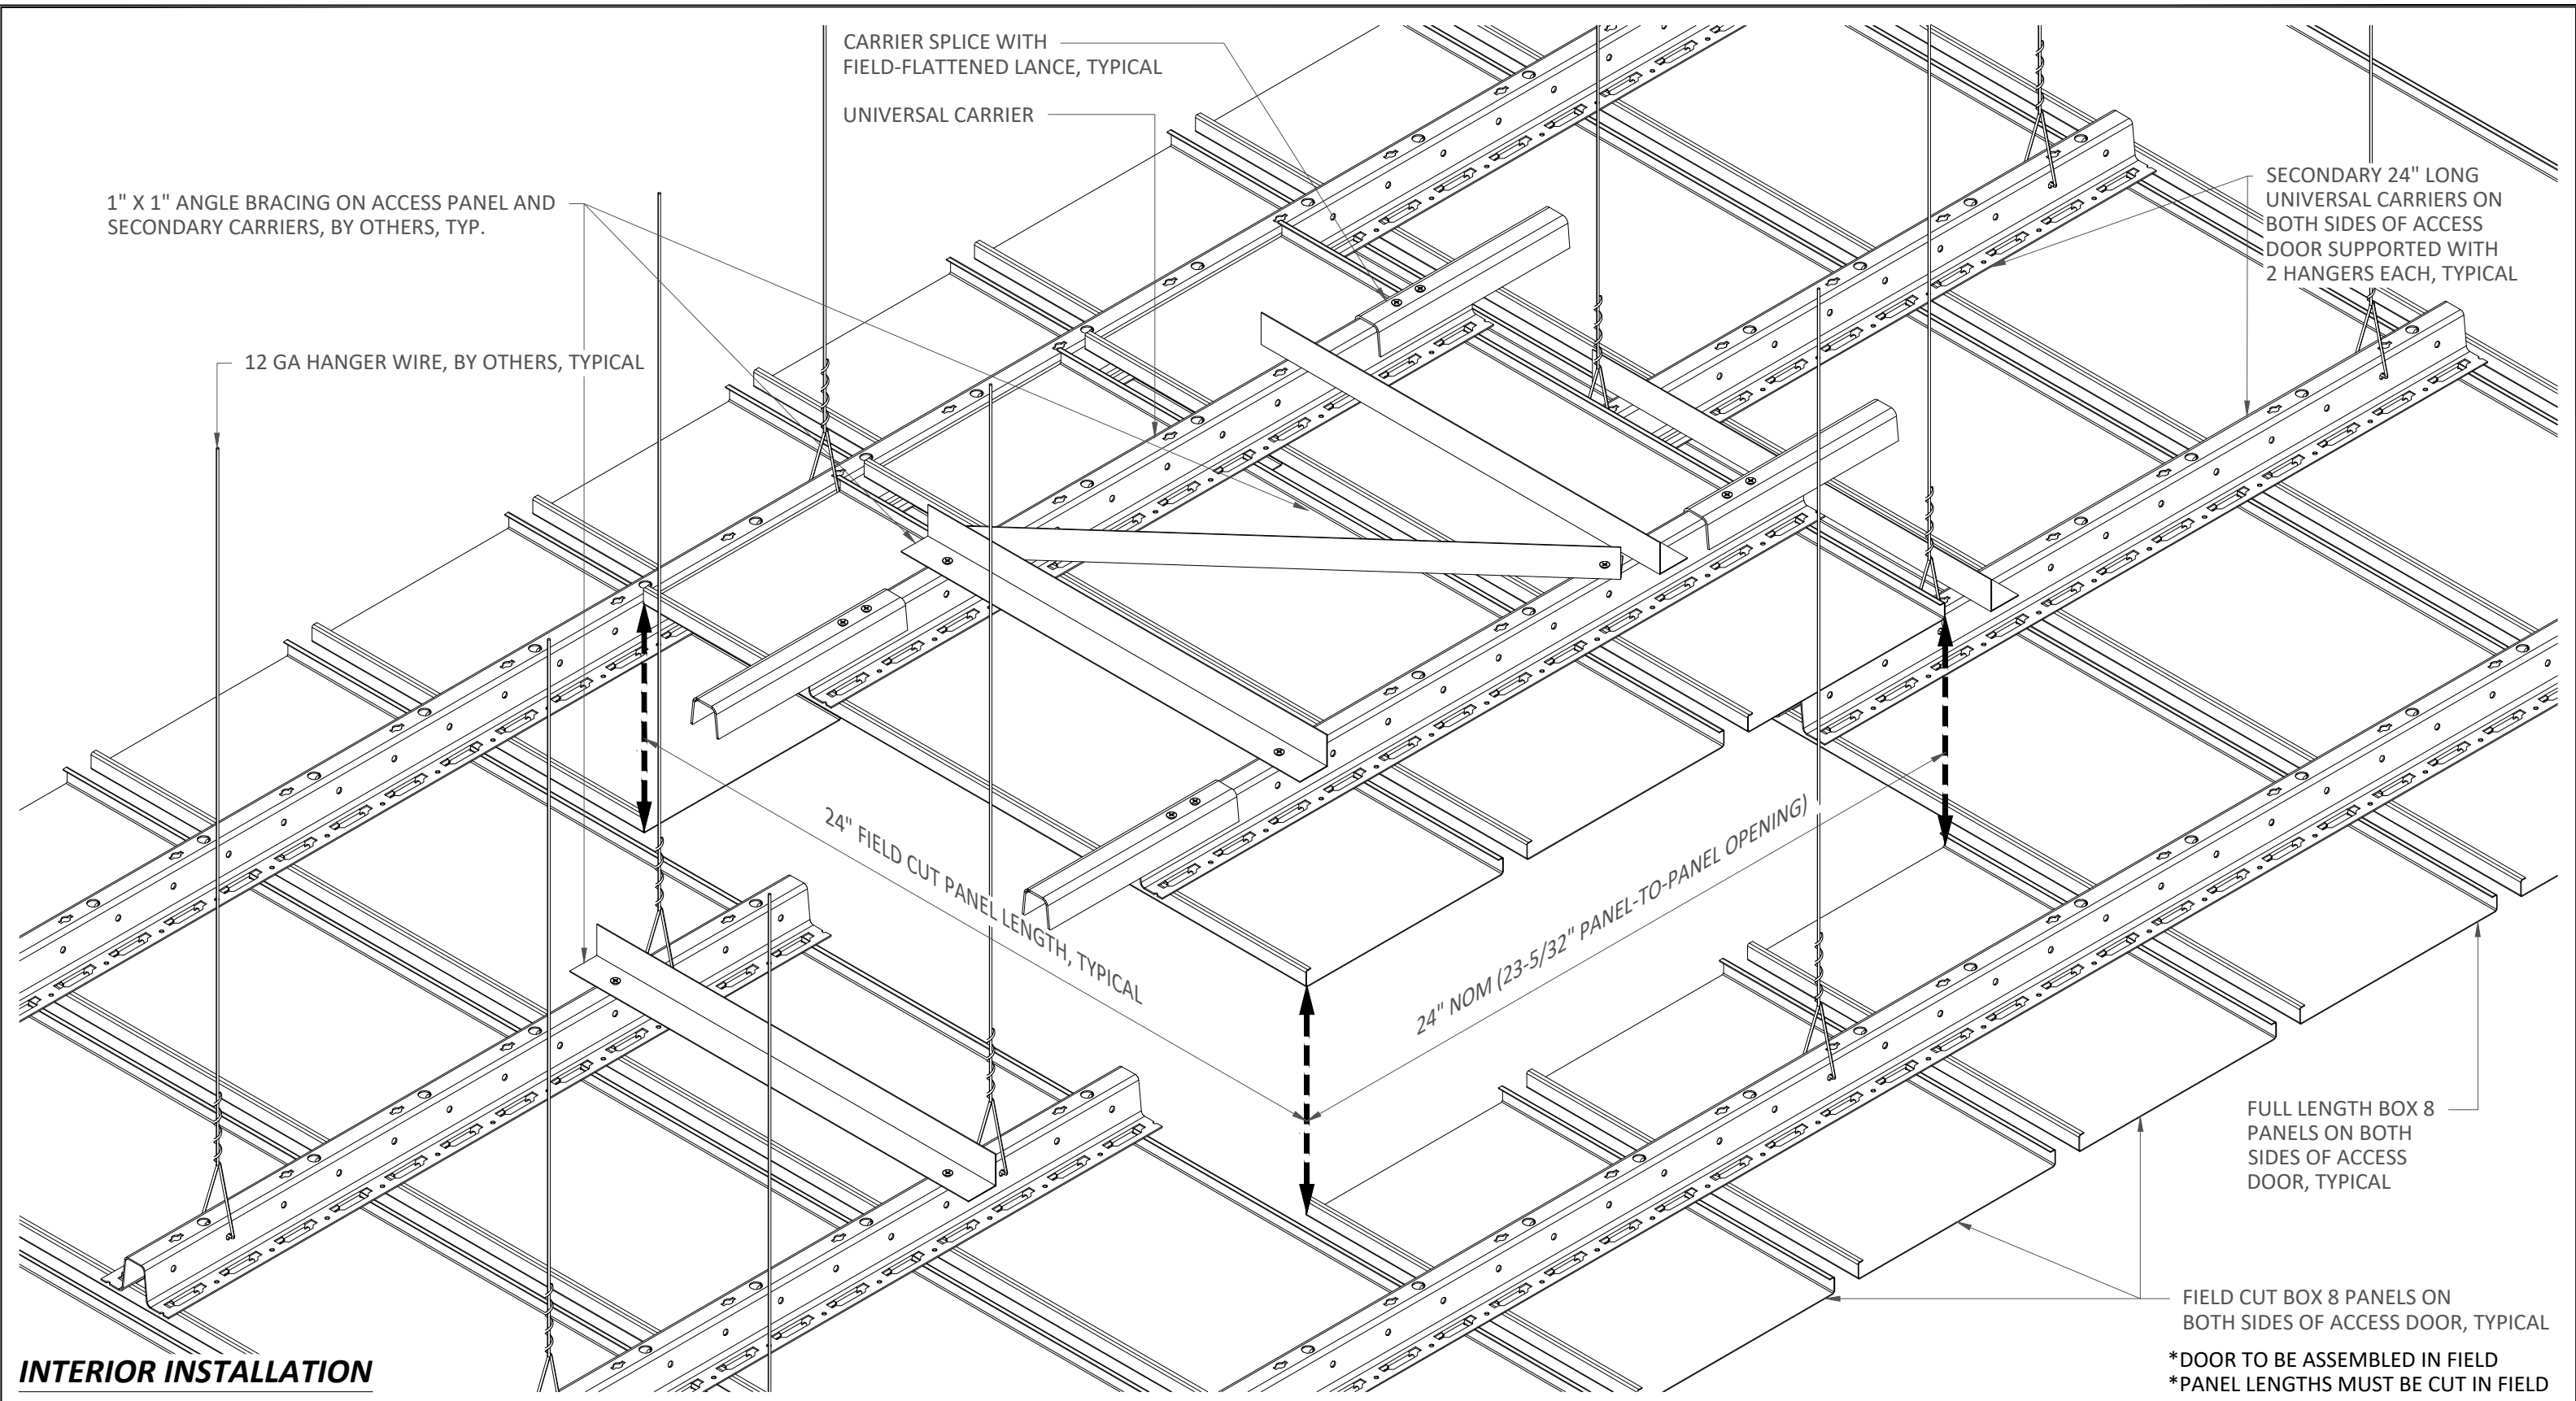 CARRIER SPLICE WITH
FIELD-FLATTENED LANCE, TYPICAL
UNIVERSAL CARRIER
1" X 1" ANGLE BRACING ON ACCESS PANEL AND
SECONDARY CARRIERS, BY OTHERS, TYP.
12 GA HANGER WIRE, BY OTHERS, TYPICAL
SECONDARY 24" LONG
UNIVERSAL CARRIERS ON
BOTH SIDES OF ACCESS
DOOR SUPPORTED WITH
2 HANGERS EACH, TYPICAL
24" FIELD CUT PANEL LENGTH, TYPICAL
24" NOM (23-5/32" PANEL-TO-PANEL OPENING)
FULL LENGTH BOX 8
PANELS ON BOTH
SIDES OF ACCESS
DOOR, TYPICAL
FIELD CUT BOX 8 PANELS ON
BOTH SIDES OF ACCESS DOOR, TYPICAL
*DOOR TO BE ASSEMBLED IN FIELD
*PANEL LENGTHS MUST BE CUT IN FIELD
INTERIOR INSTALLATION